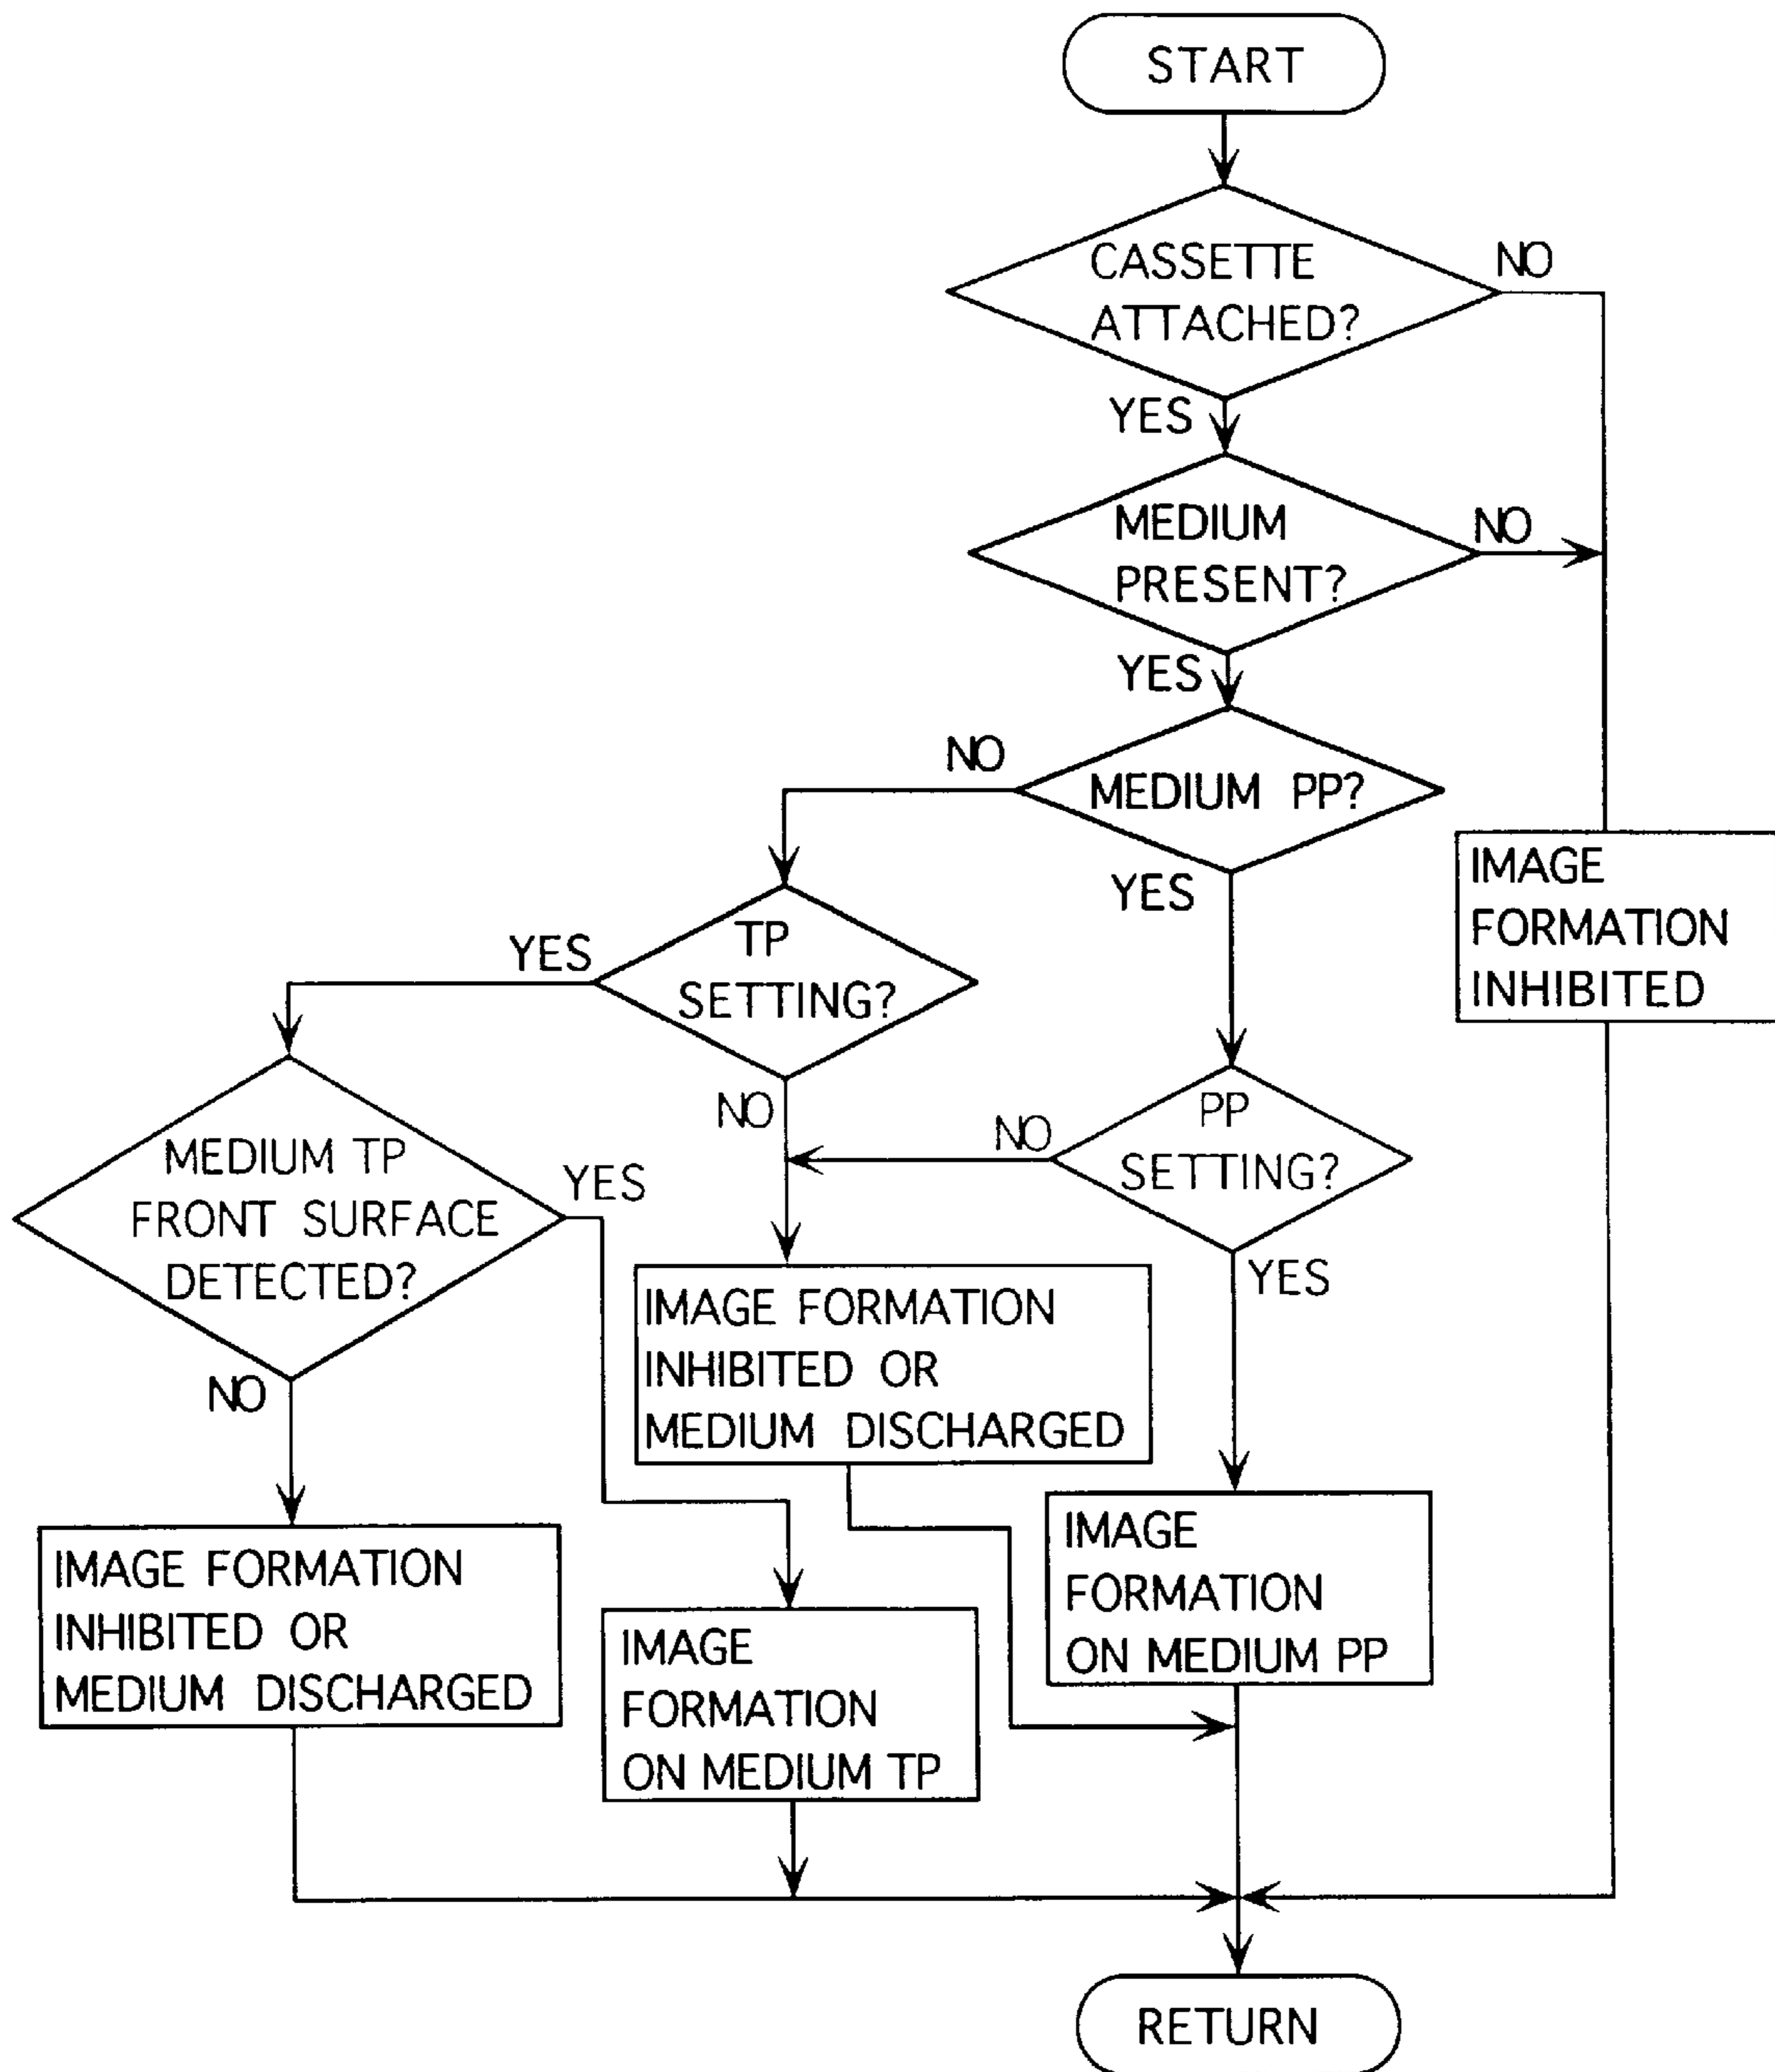 START
CASSETTE
ATTACHED?
NO
YES
MEDIUM
PRESENT?
NO
YES
MEDIUM PP?
NO
YES
IMAGE
FORMATION
INHIBITED
TP
SETTING?
YES
NO
PP
SETTING?
NO
YES
MEDIUM TP
FRONT SURFACE
DETECTED?
YES
NO
IMAGE FORMATION
INHIBITED OR
MEDIUM DISCHARGED
IMAGE
FORMATION
ON MEDIUM PP
IMAGE FORMATION
INHIBITED OR
MEDIUM DISCHARGED
IMAGE
FORMATION
ON MEDIUM TP
RETURN